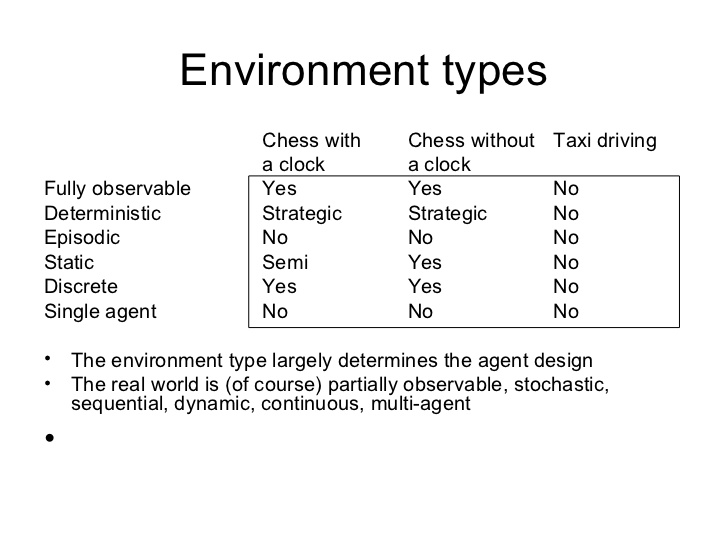 Environment types
Chess with Chess without Taxi driving
a clock a clock
Fully observable Yes Yes No
Deterministic Strategic Strategic No
Episodic No No No
Static Semi Yes No
Discrete Yes Yes No
Single agent No No No
• The environment type largely determines the agent design
• The real world is (of course) partially observable, stochastic,
sequential, dynamic, continuous, multi-agent
•